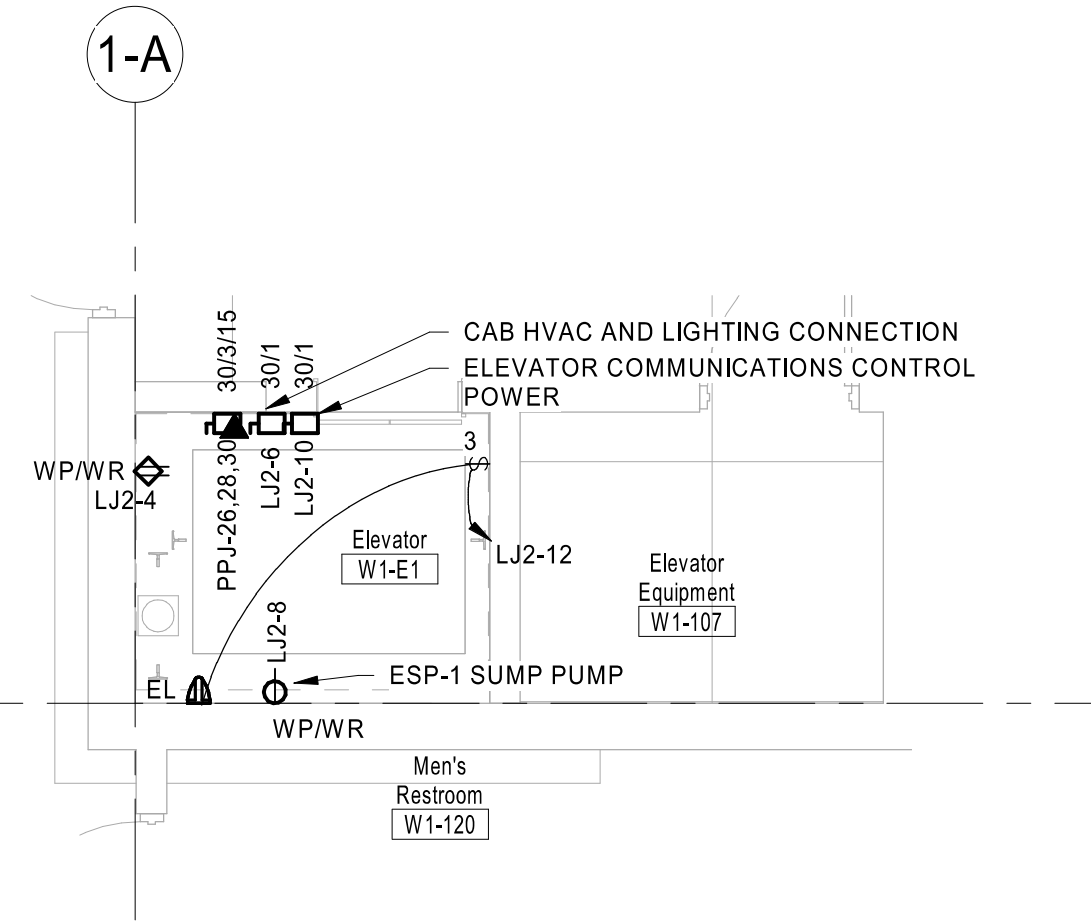 1-A
30/3/15
30/1
30/1
CAB HVAC AND LIGHTING CONNECTION
ELEVATOR COMMUNICATIONS CONTROL
POWER
WP/WR
LJ2-4
PPJ-26,28,30
LJ2-6
LJ2-10
3
S
LJ2-12
Elevator
W1-E1
Elevator
Equipment
W1-107
LJ2-8
ESP-1 SUMP PUMP
EL
WP/WR
Men's
Restroom
W1-120